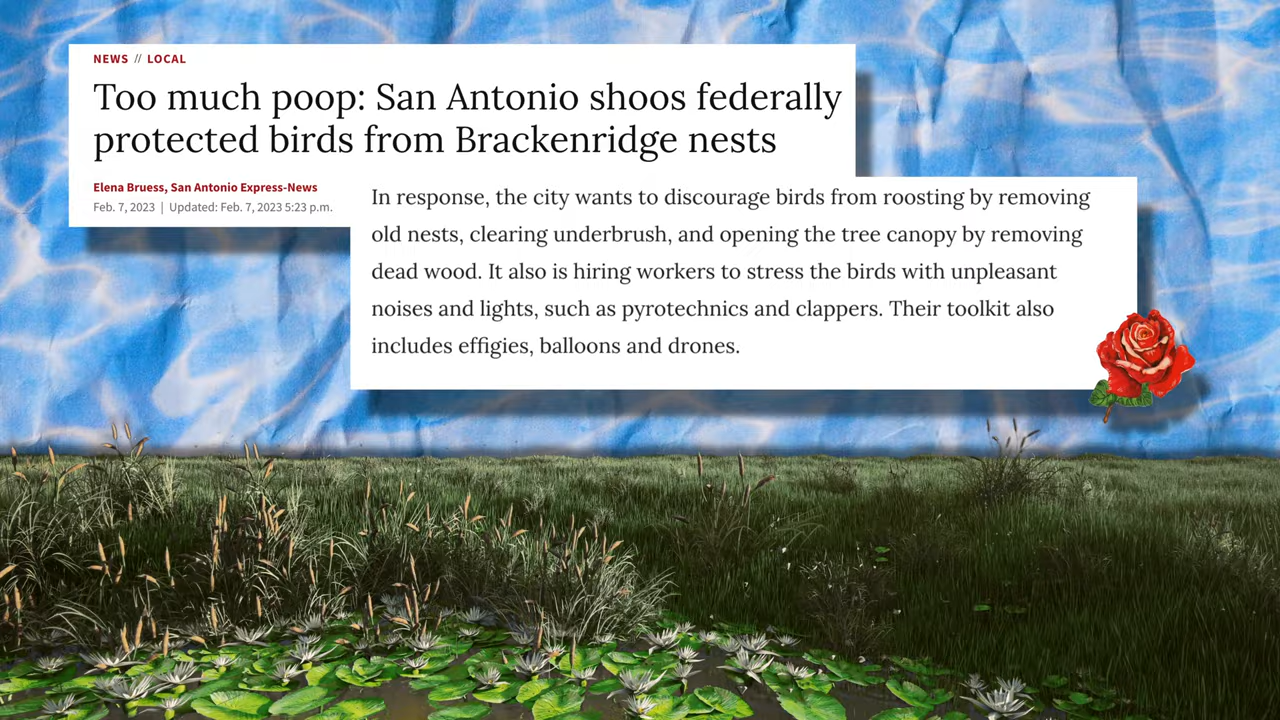 NEWS // LOCAL
Too much poop: San Antonio shoos federally
protected birds from Brackenridge nests
Elena Bruess, San Antonio Express-News
Feb. 7, 2023 | Updated: Feb. 7, 2023 5:23 p.m.
In response, the city wants to discourage birds from roosting by removing
old nests, clearing underbrush, and opening the tree canopy by removing
dead wood. It also is hiring workers to stress the birds with unpleasant
noises and lights, such as pyrotechnics and clappers. Their toolkit also
includes effigies, balloons and drones.